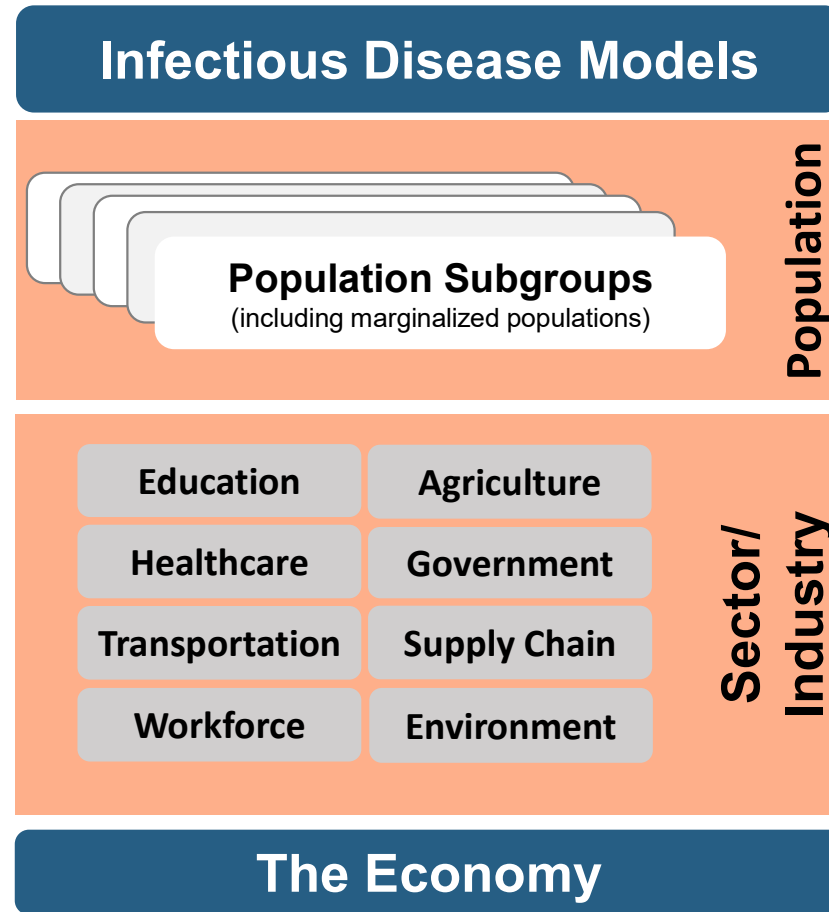 Infectious Disease Models
Population
Population Subgroups
(including marginalized populations)
Education
Agriculture
Healthcare
Government
Transportation
Supply Chain
Workforce
Environment
Sector/
Industry
The Economy